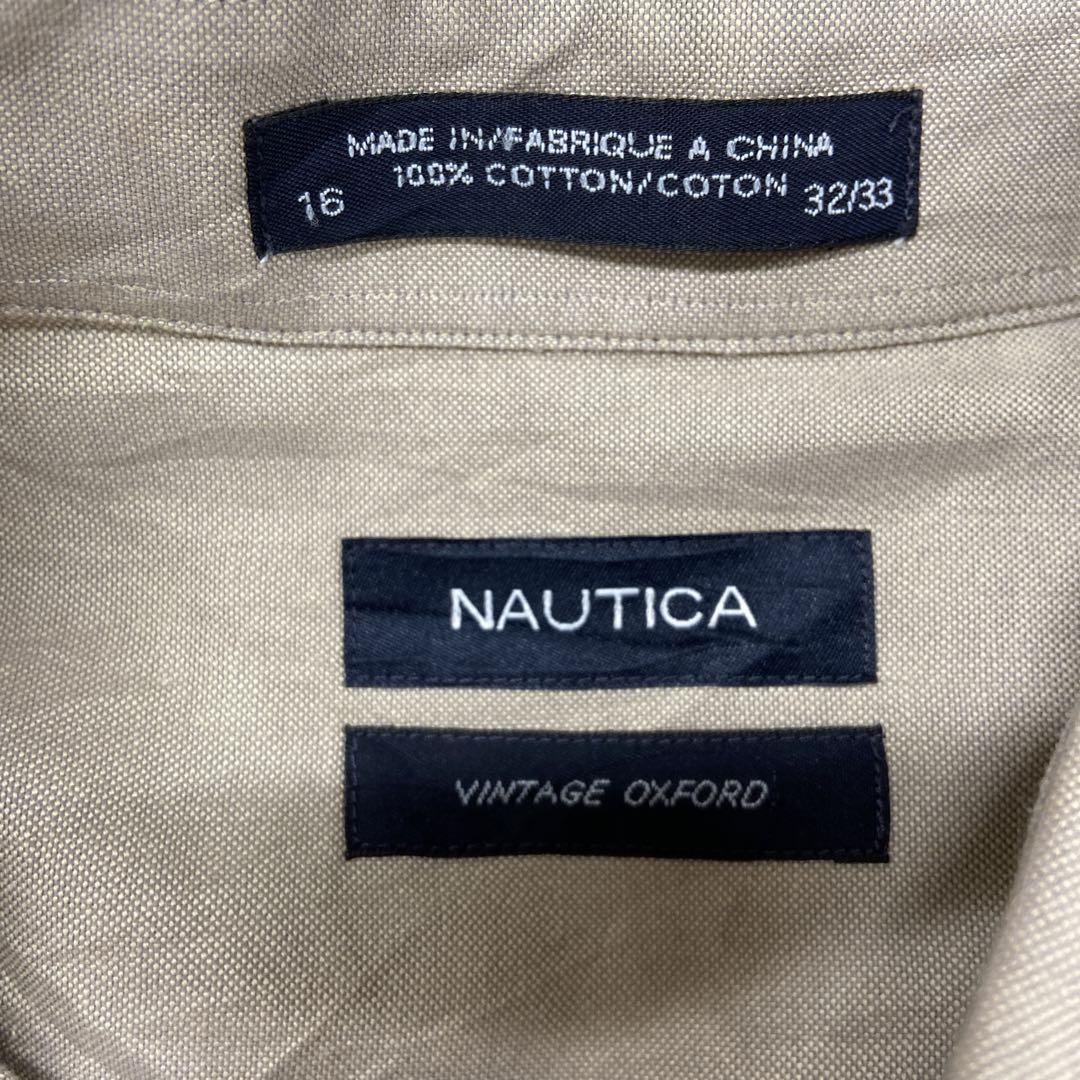 MADE IN/FABRIQUE A CHINA
100% COTTON/COTON
16 32/33
NAUTICA
VINTAGE OXFORD